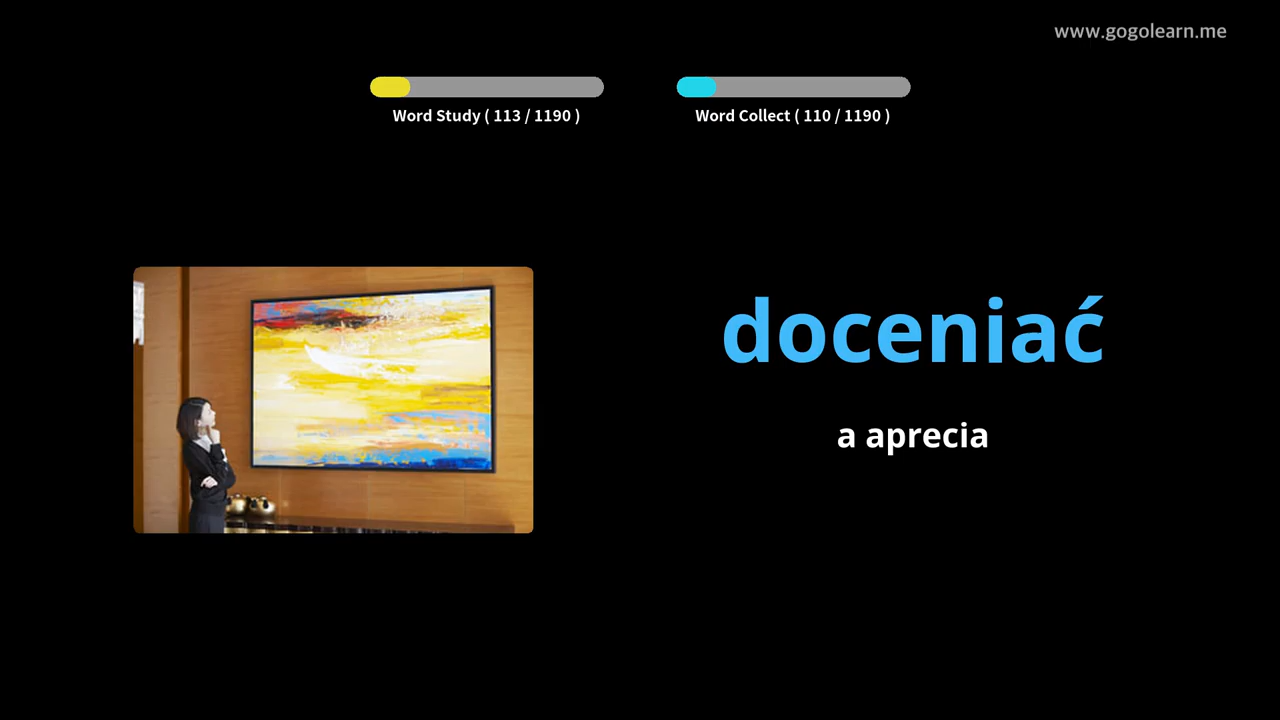 www.gogolearn.me
Word Study ( 113 / 1190 )
Word Collect ( 110 / 1190 )
doceniać
a aprecia